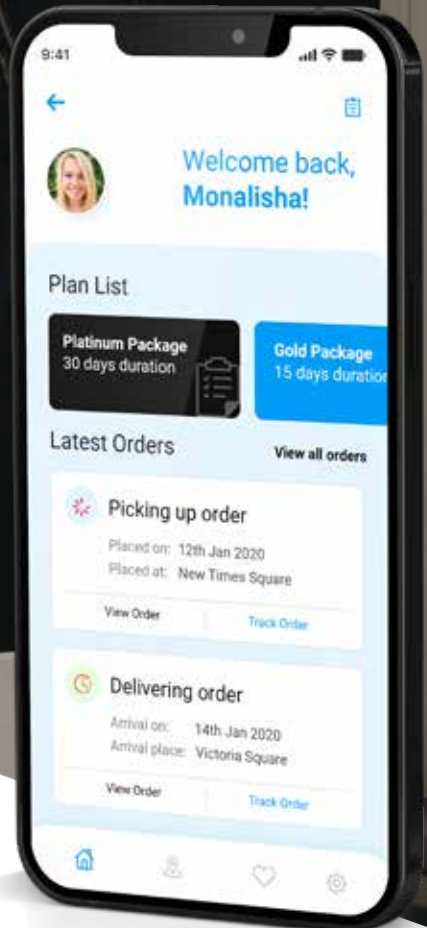 9:41
Welcome back,
Monalisha!
Plan List
Platinum Package
30 days duration
Gold Package
15 days duration
Latest Orders
View all orders
Picking up order
Placed on: 12th Jan 2020
Placed at: New Times Square
View Order
Track Order
Delivering order
Arrival on: 14th Jan 2020
Arrival place: Victoria Square
View Order
Track Order